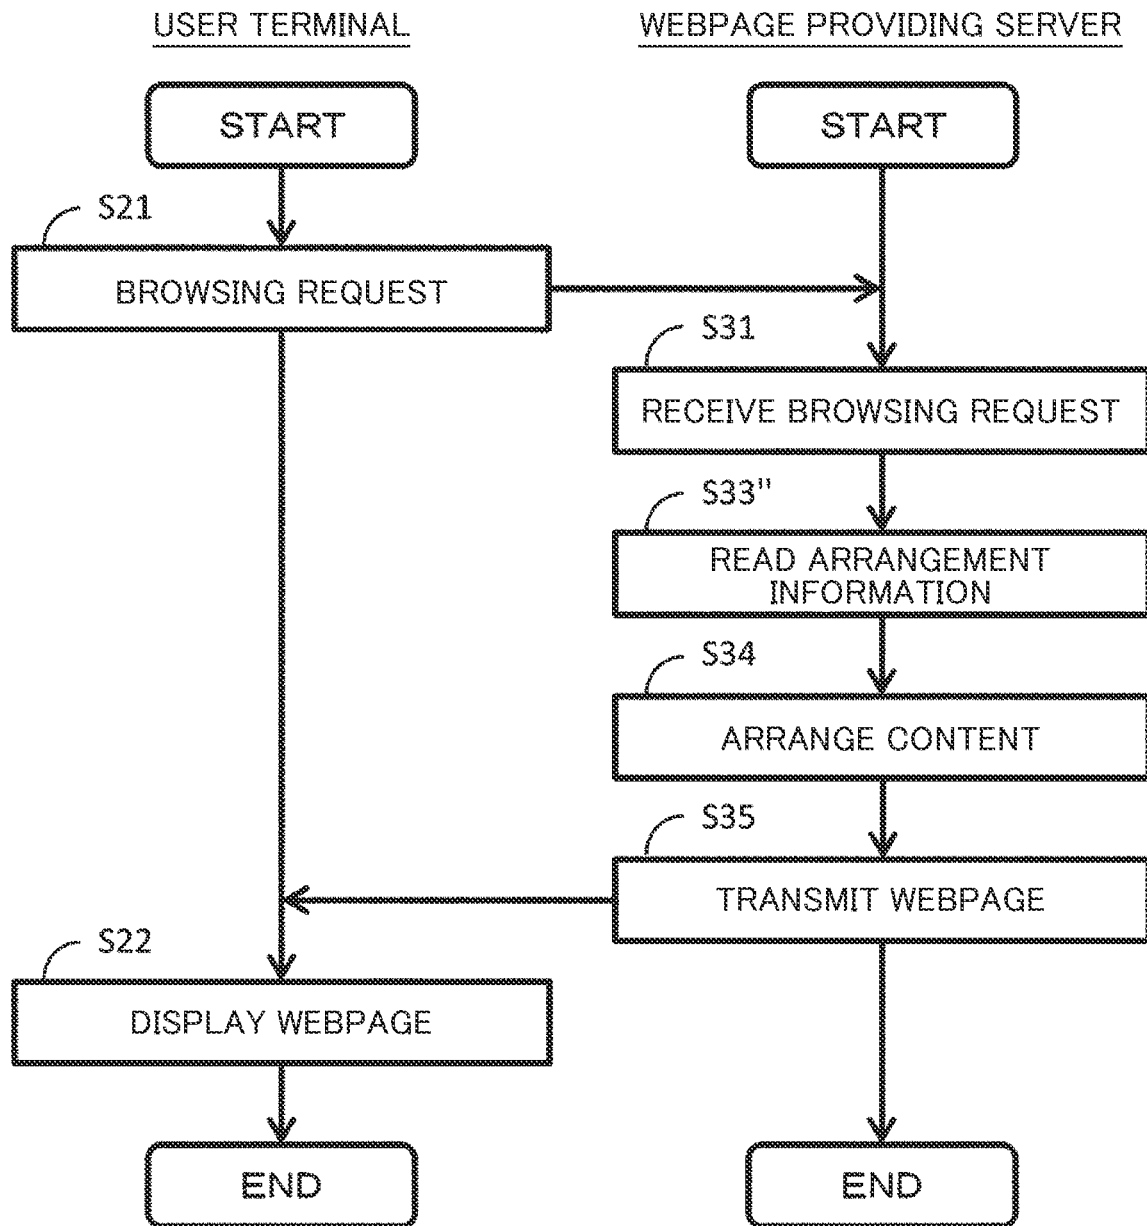 USER TERMINAL
WEBPAGE PROVIDING SERVER
START
START
S21
BROWSING REQUEST
S31
RECEIVE BROWSING REQUEST
S33"
READ ARRANGEMENT
INFORMATION
S34
ARRANGE CONTENT
S35
TRANSMIT WEBPAGE
S22
DISPLAY WEBPAGE
END
END